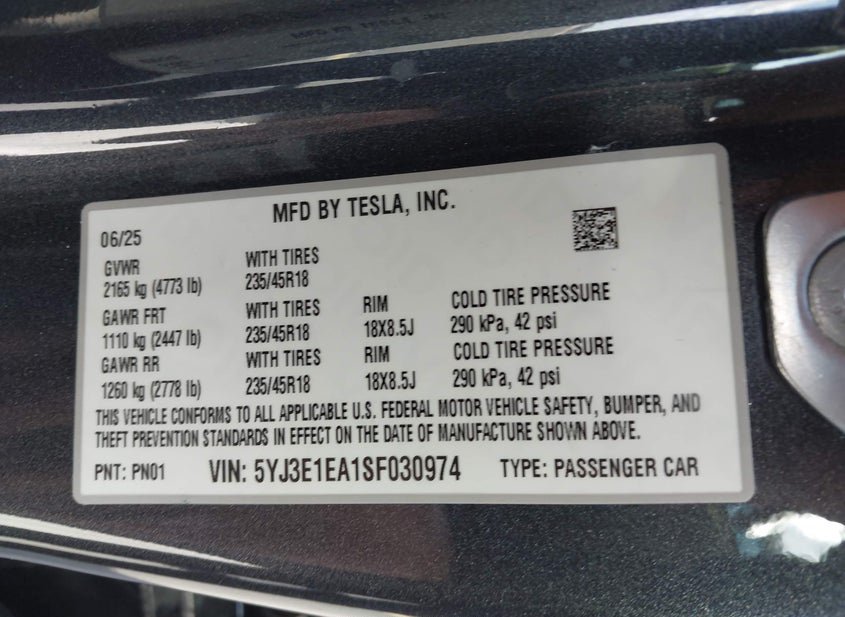 MFD BY TESLA, INC.
06/25
GVWR WITH TIRES
2165 kg (4773 lb) 235/45R18
GAWR FRT WITH TIRES RIM COLD TIRE PRESSURE
1110 kg (2447 lb) 235/45R18 18X8.5J 290 kPa, 42 psi
GAWR RR WITH TIRES RIM COLD TIRE PRESSURE
1260 kg (2778 lb) 235/45R18 18X8.5J 290 kPa, 42 psi
THIS VEHICLE CONFORMS TO ALL APPLICABLE U.S. FEDERAL MOTOR VEHICLE SAFETY, BUMPER, AND
THEFT PREVENTION STANDARDS IN EFFECT ON THE DATE OF MANUFACTURE SHOWN ABOVE.
PNT: PN01 VIN: 5YJ3E1EA1SF030974 TYPE: PASSENGER CAR